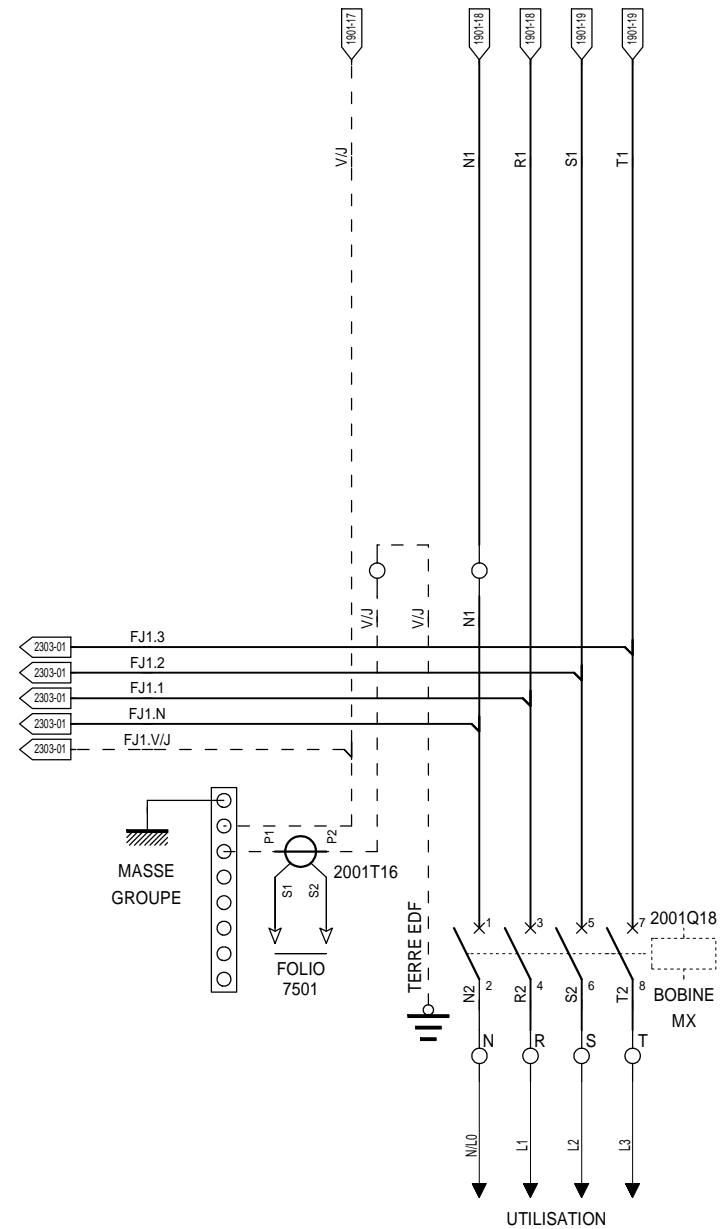 1901-17
1901-18
1901-18
1901-19
1901-19
V/J
N1
R1
S1
T1
V/J
V/J
N1
2303-01
FJ1.3
2303-01
FJ1.2
2303-01
FJ1.1
2303-01
FJ1.N
2303-01
FJ1.V/J
P1
P2
MASSE
GROUPE
2001T16
S1
S2
FOLIO
7501
TERRE EDF
1
3
5
7
2001Q18
N2
2
R2
4
S2
6
T2
8
BOBINE
MX
N
R
S
T
N/L0
L1
L2
L3
UTILISATION